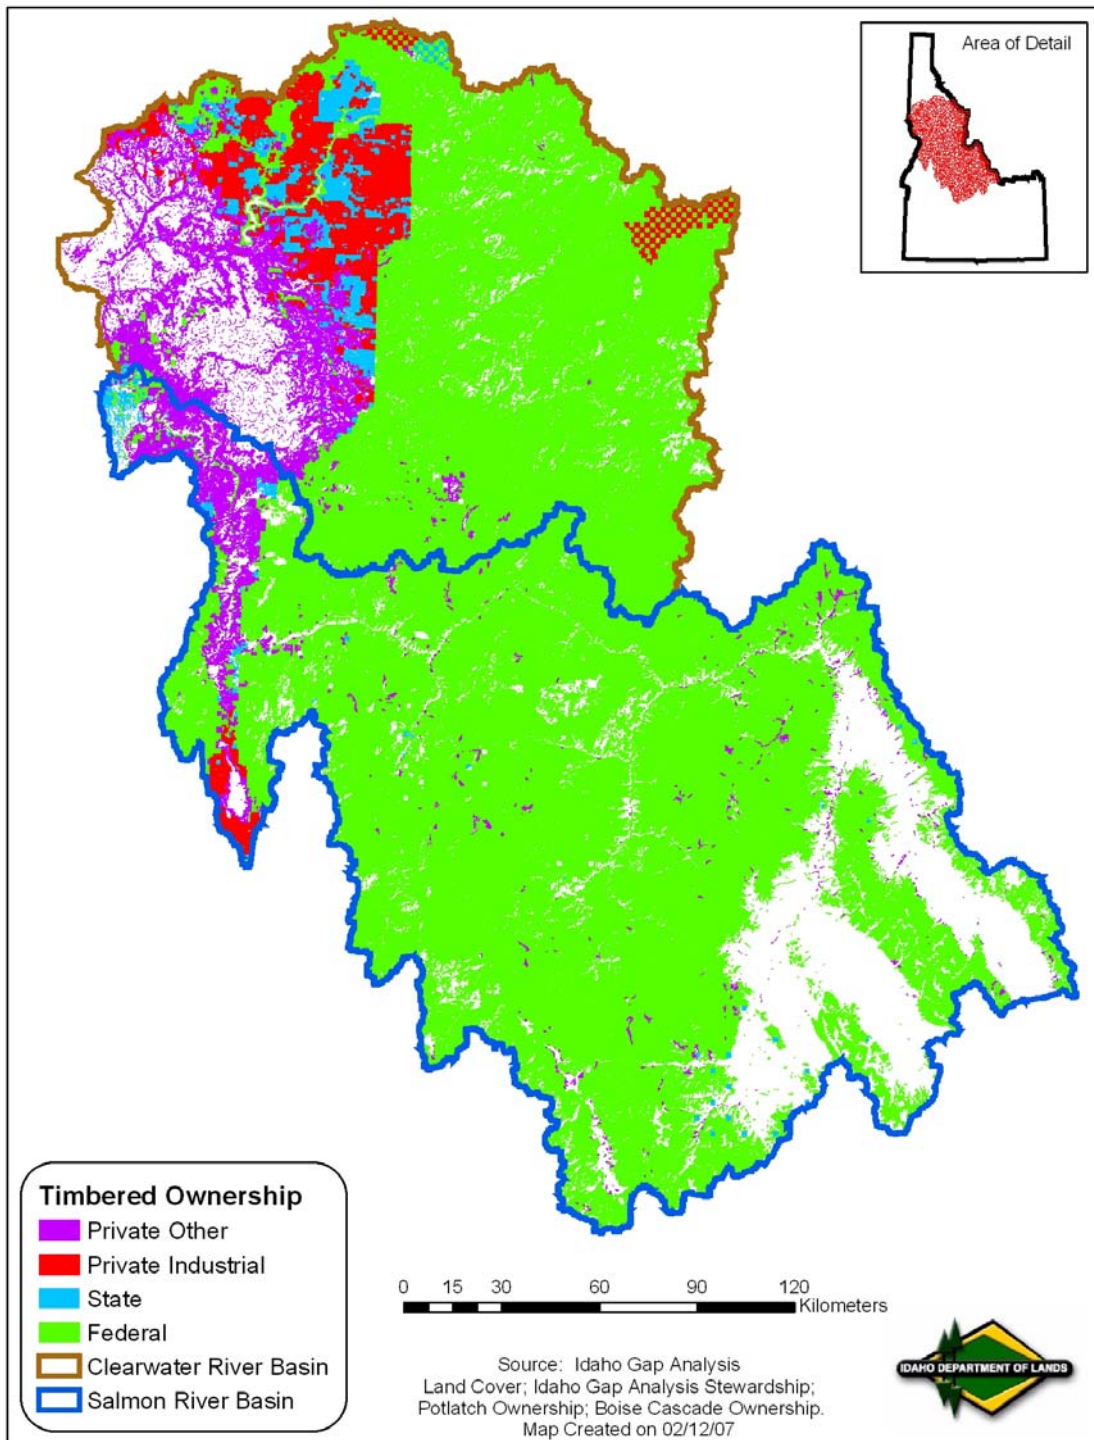 Area of Detail
Timbered Ownership
Private Other
Private Industrial
State
Federal
Clearwater River Basin
Salmon River Basin
0 15 30 60 90 120
Kilometers
Source: Idaho Gap Analysis
Land Cover; Idaho Gap Analysis Stewardship;
Potlatch Ownership; Boise Cascade Ownership.
Map Created on 02/12/07
IDAHO DEPARTMENT OF LANDS